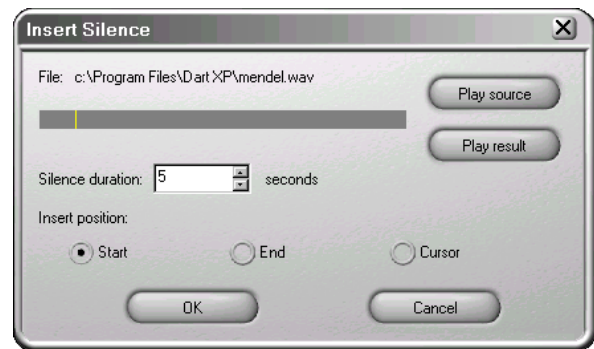 Insert Silence
File: c:\Program Files\Dart XP\mendel.wav
Play source
Play result
Silence duration: 5 seconds
Insert position:
Start End Cursor
OK Cancel